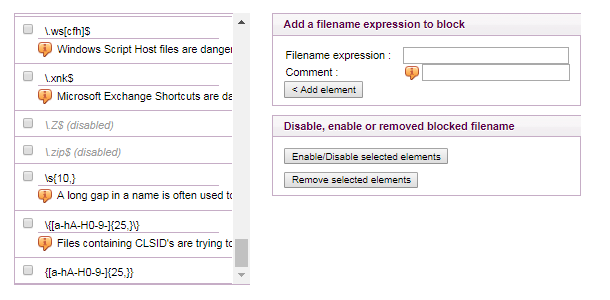 \.ws[cfh]$
Windows Script Host files are danger
\.xnk$
Microsoft Exchange Shortcuts are da
\.Z$ (disabled)
\.zip$ (disabled)
\s{10,}
A long gap in a name is often used to
\{[a-hA-H0-9-]{25,}\}
Files containing CLSID's are trying to
{[a-hA-H0-9-]{25,}}
Add a filename expression to block
Filename expression :
Comment :
< Add element
Disable, enable or removed blocked filename
Enable/Disable selected elements
Remove selected elements